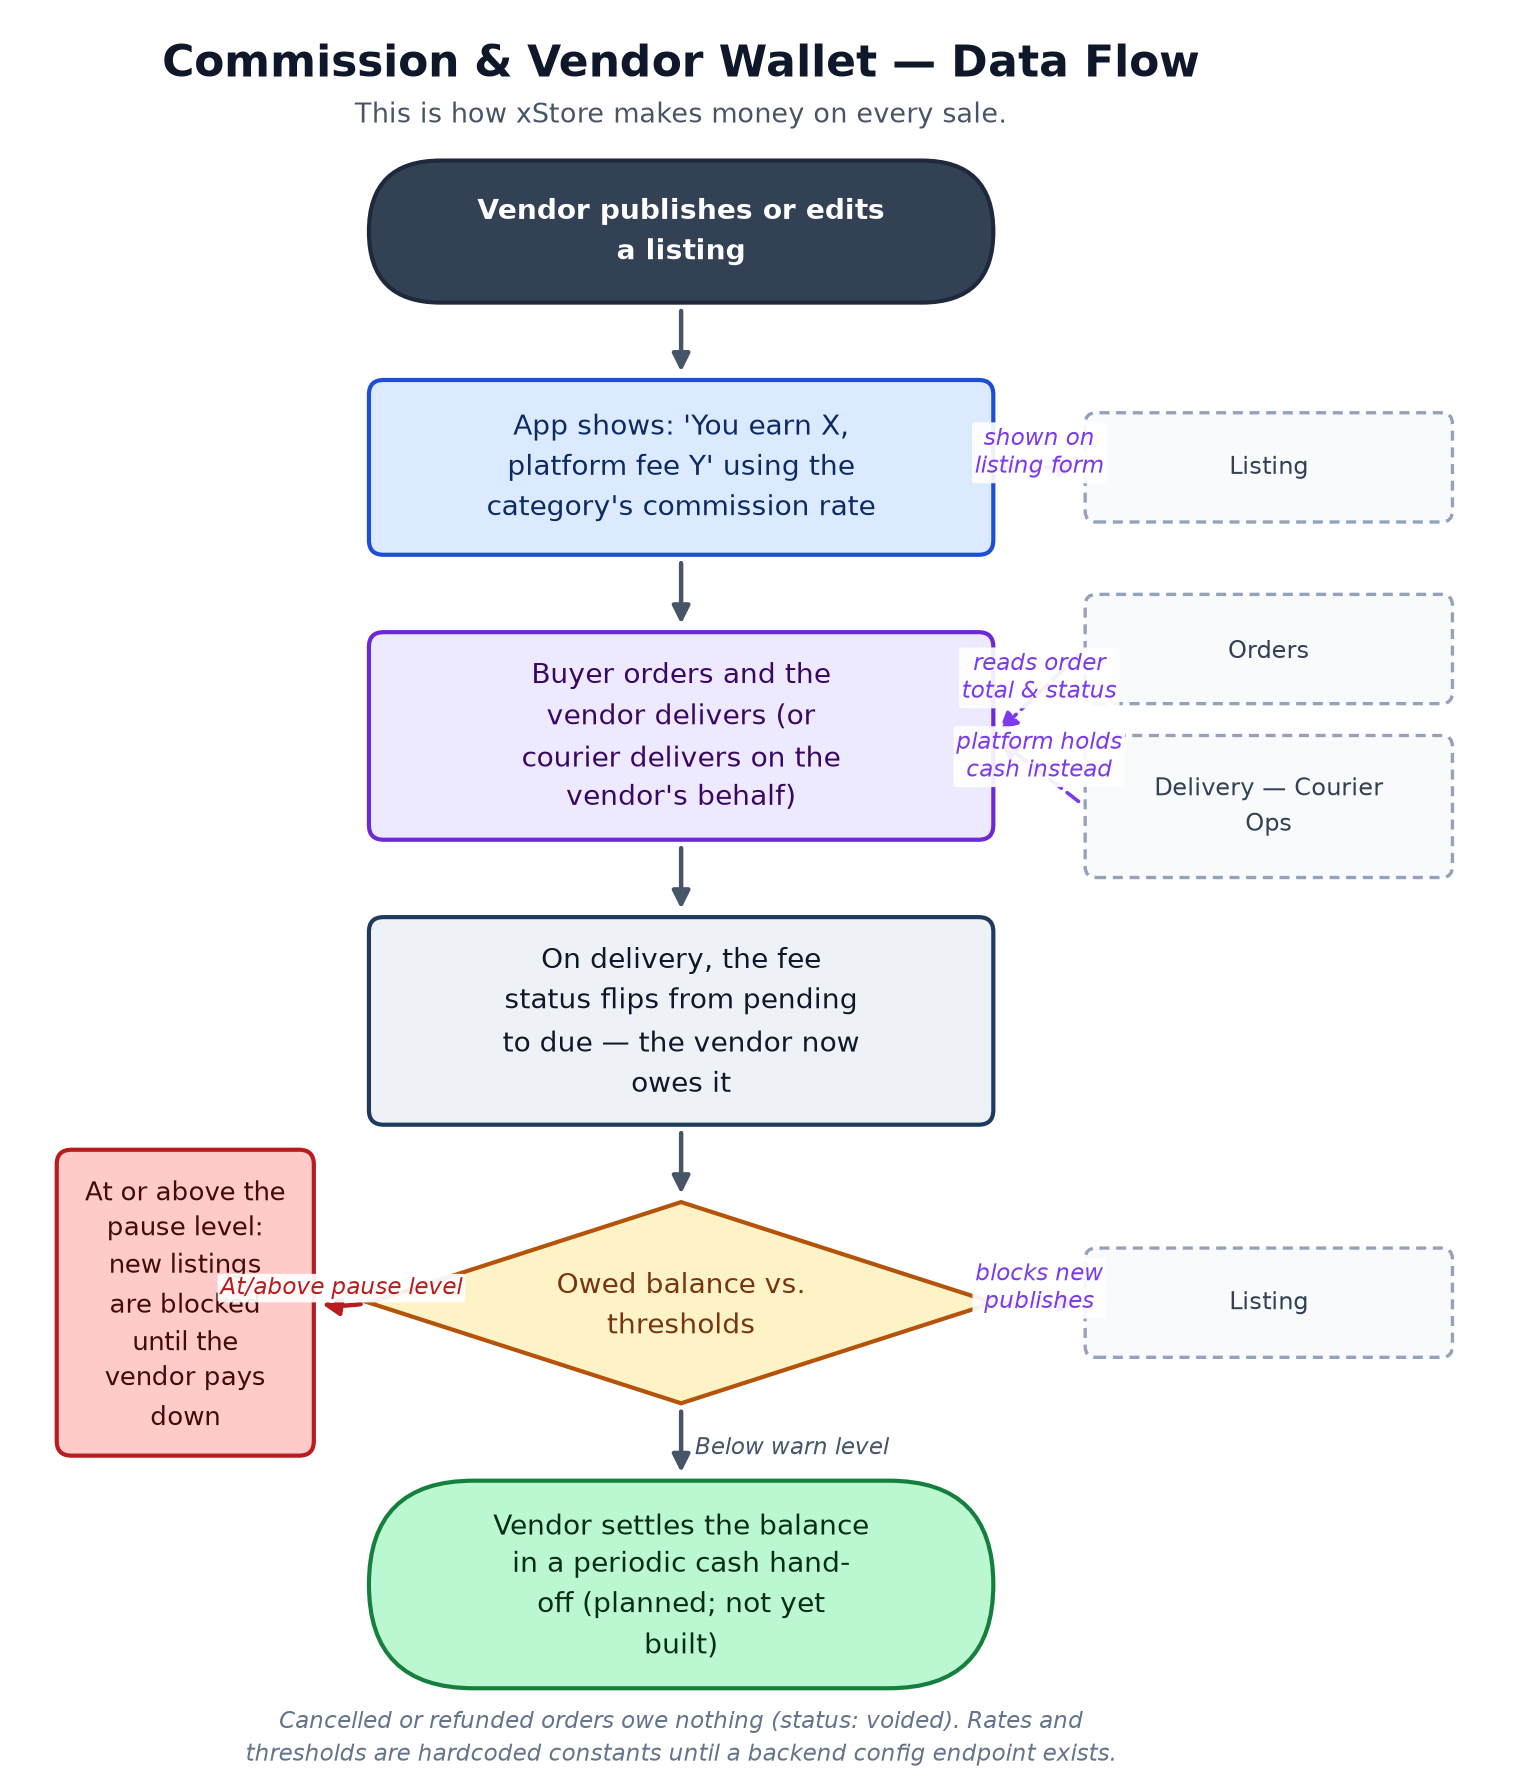 Commission & Vendor Wallet — Data Flow
This is how xStore makes money on every sale.
Vendor publishes or edits
a listing
App shows: 'You earn X,
platform fee Y' using the
category's commission rate
shown on
listing form
Listing
Buyer orders and the
vendor delivers (or
courier delivers on the
vendor's behalf)
reads order
total & status
Orders
platform holds
cash instead
Delivery — Courier
Ops
On delivery, the fee
status flips from pending
to due — the vendor now
owes it
At or above the
pause level:
new listings
are blocked
until the
vendor pays
down
At/above pause level
Owed balance vs.
thresholds
blocks new
publishes
Listing
Below warn level
Vendor settles the balance
in a periodic cash hand-
off (planned; not yet
built)
Cancelled or refunded orders owe nothing (status: voided). Rates and
thresholds are hardcoded constants until a backend config endpoint exists.